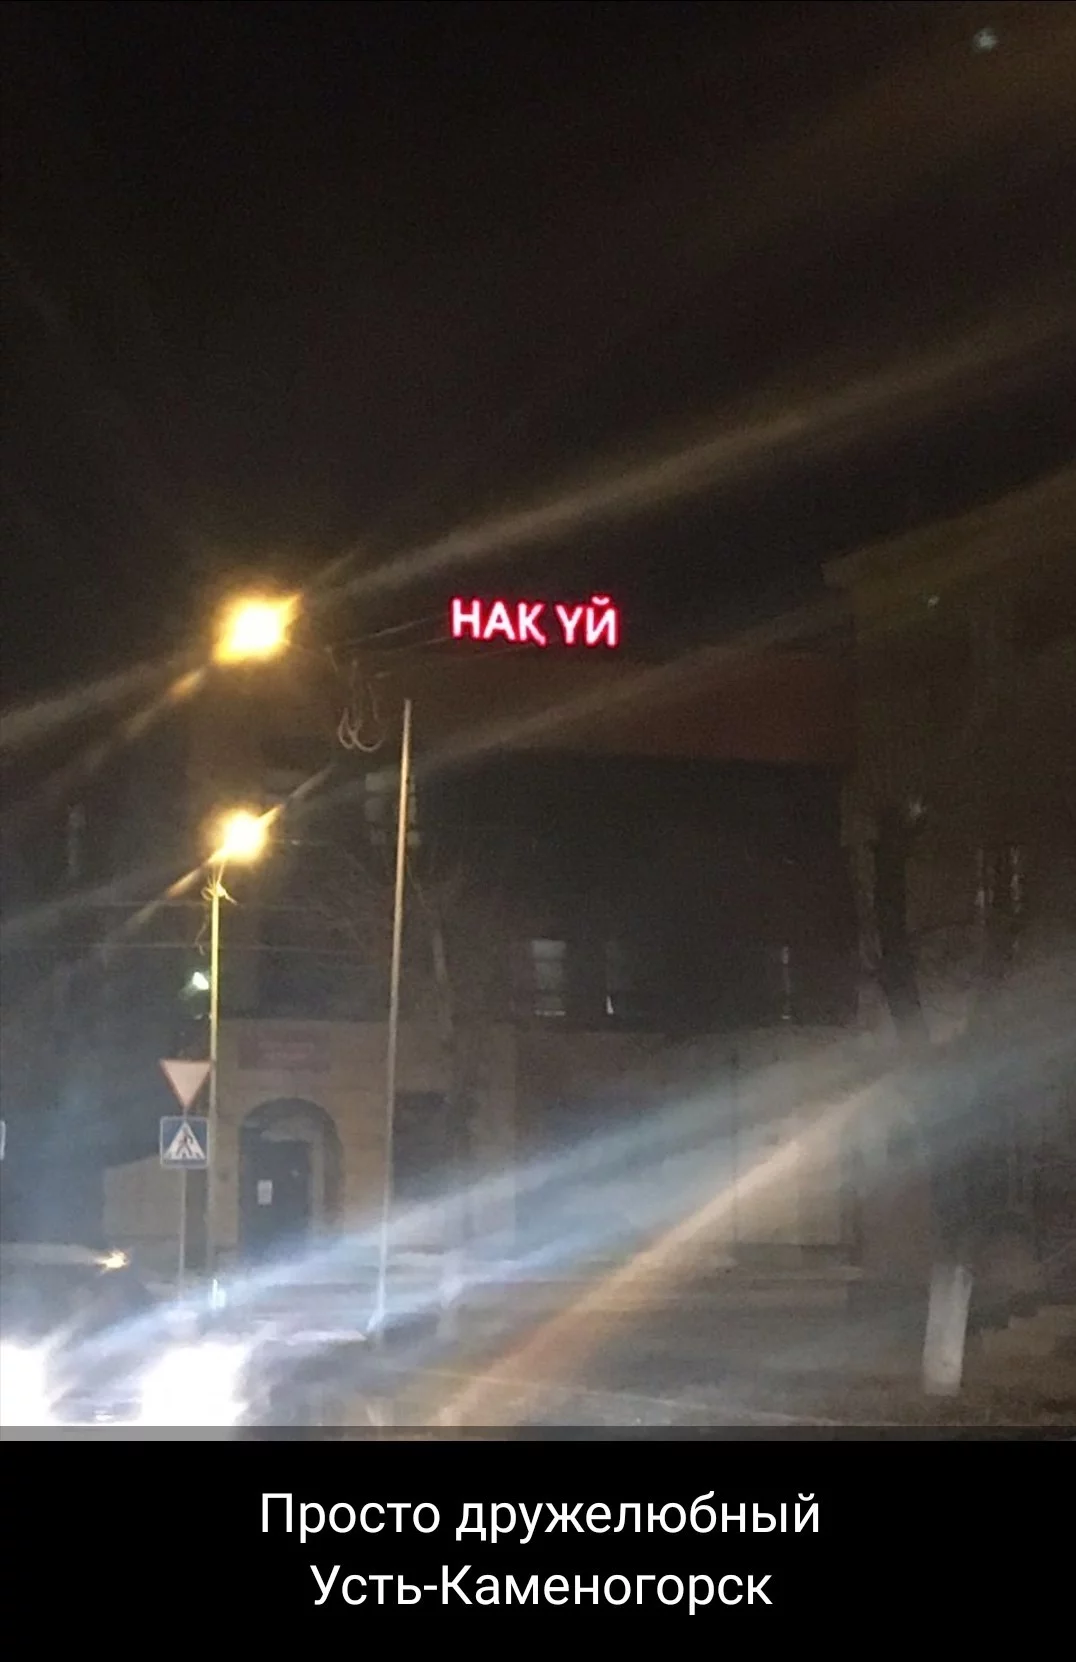 НАҚ ҮЙ
Просто дружелюбный
Усть-Каменогорск